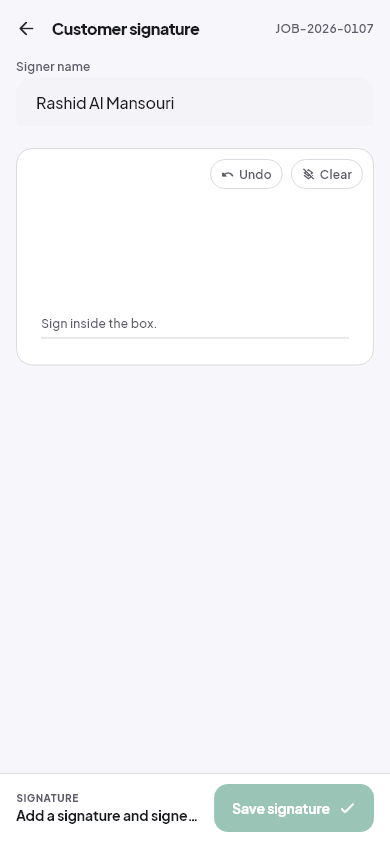 Customer signature JOB-2026-0107
Signer name
Rashid Al Mansouri
Undo Clear
Sign inside the box.
SIGNATURE
Add a signature and signe…
Save signature